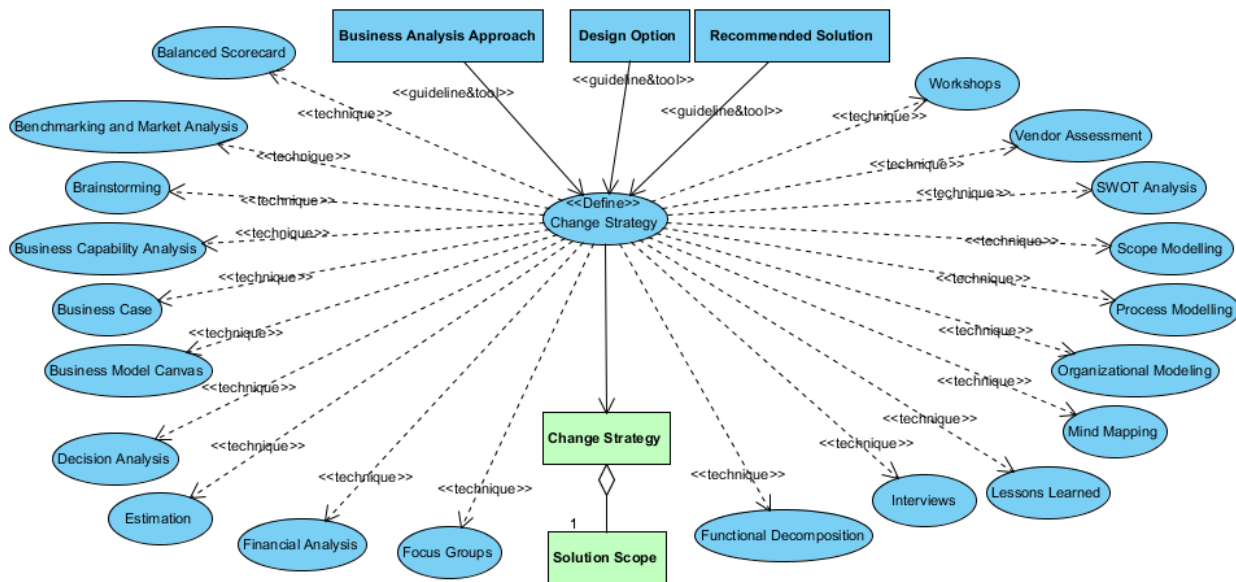 Business Analysis Approach
Design Option
Recommended Solution
Balanced Scorecard
<<guideline&tool>>
<<guideline&tool>>
<<guideline&tool>>
Workshops
<<technique>>
<<technique>>
Benchmarking and Market Analysis
Vendor Assessment
<<technique>>
<<technique>>
Brainstorming
SWOT Analysis
<<technique>>
<<technique>>
<<Define>>
Change Strategy
Business Capability Analysis
<<technique>>
<<technique>>
Scope Modelling
Business Case
<<technique>>
<<technique>>
Process Modelling
<<technique>>
<<technique>>
Business Model Canvas
Organizational Modeling
<<technique>>
<<technique>>
Change Strategy
Mind Mapping
Decision Analysis
<<technique>>
<<technique>>
<<technique>>
<<technique>>
<<technique>>
<<technique>>
<<technique>>
Interviews
Lessons Learned
Estimation
1
Financial Analysis
Focus Groups
Solution Scope
Functional Decomposition